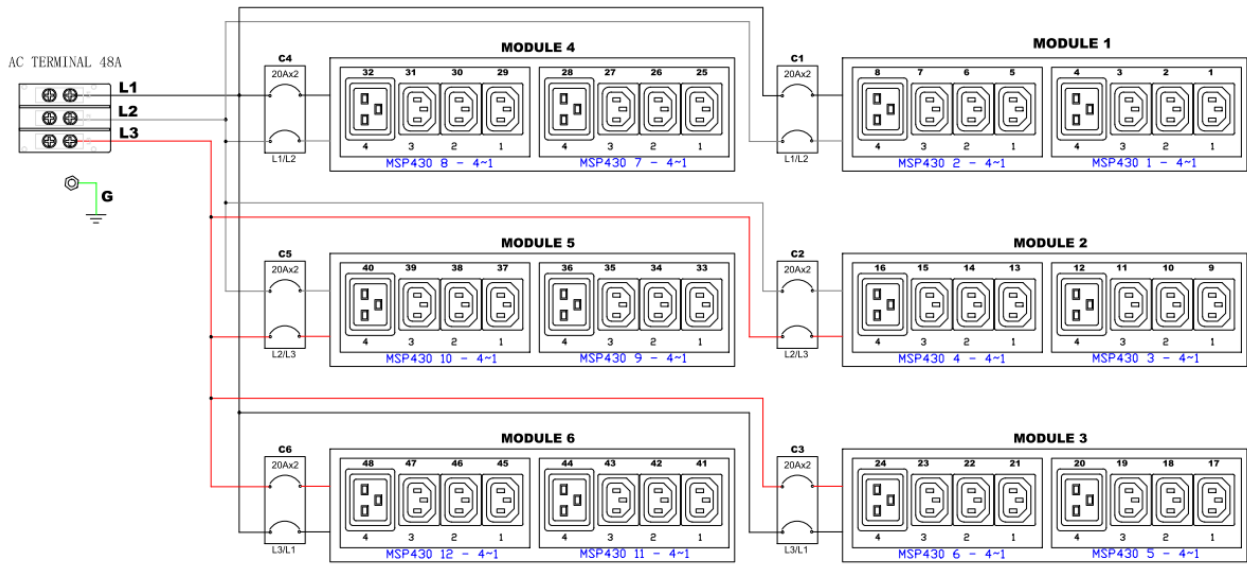 AC TERMINAL 48A
L1
L2
L3
G
C4
20Ax2
L1/L2
MODULE 4
32 31 30 29 28 27 26 25
4 3 2 1 4 3 2 1
MSP430 8 - 4~1 MSP430 7 - 4~1
C1
20Ax2
L1/L2
MODULE 1
8 7 6 5 4 3 2 1
4 3 2 1 4 3 2 1
MSP430 2 - 4~1 MSP430 1 - 4~1
C5
20Ax2
L2/L3
MODULE 5
40 39 38 37 36 35 34 33
4 3 2 1 4 3 2 1
MSP430 10 - 4~1 MSP430 9 - 4~1
C2
20Ax2
L2/L3
MODULE 2
16 15 14 13 12 11 10 9
4 3 2 1 4 3 2 1
MSP430 4 - 4~1 MSP430 3 - 4~1
C6
20Ax2
L3/L1
MODULE 6
48 47 46 45 44 43 42 41
4 3 2 1 4 3 2 1
MSP430 12 - 4~1 MSP430 11 - 4~1
C3
20Ax2
L3/L1
MODULE 3
24 23 22 21 20 19 18 17
4 3 2 1 4 3 2 1
MSP430 6 - 4~1 MSP430 5 - 4~1